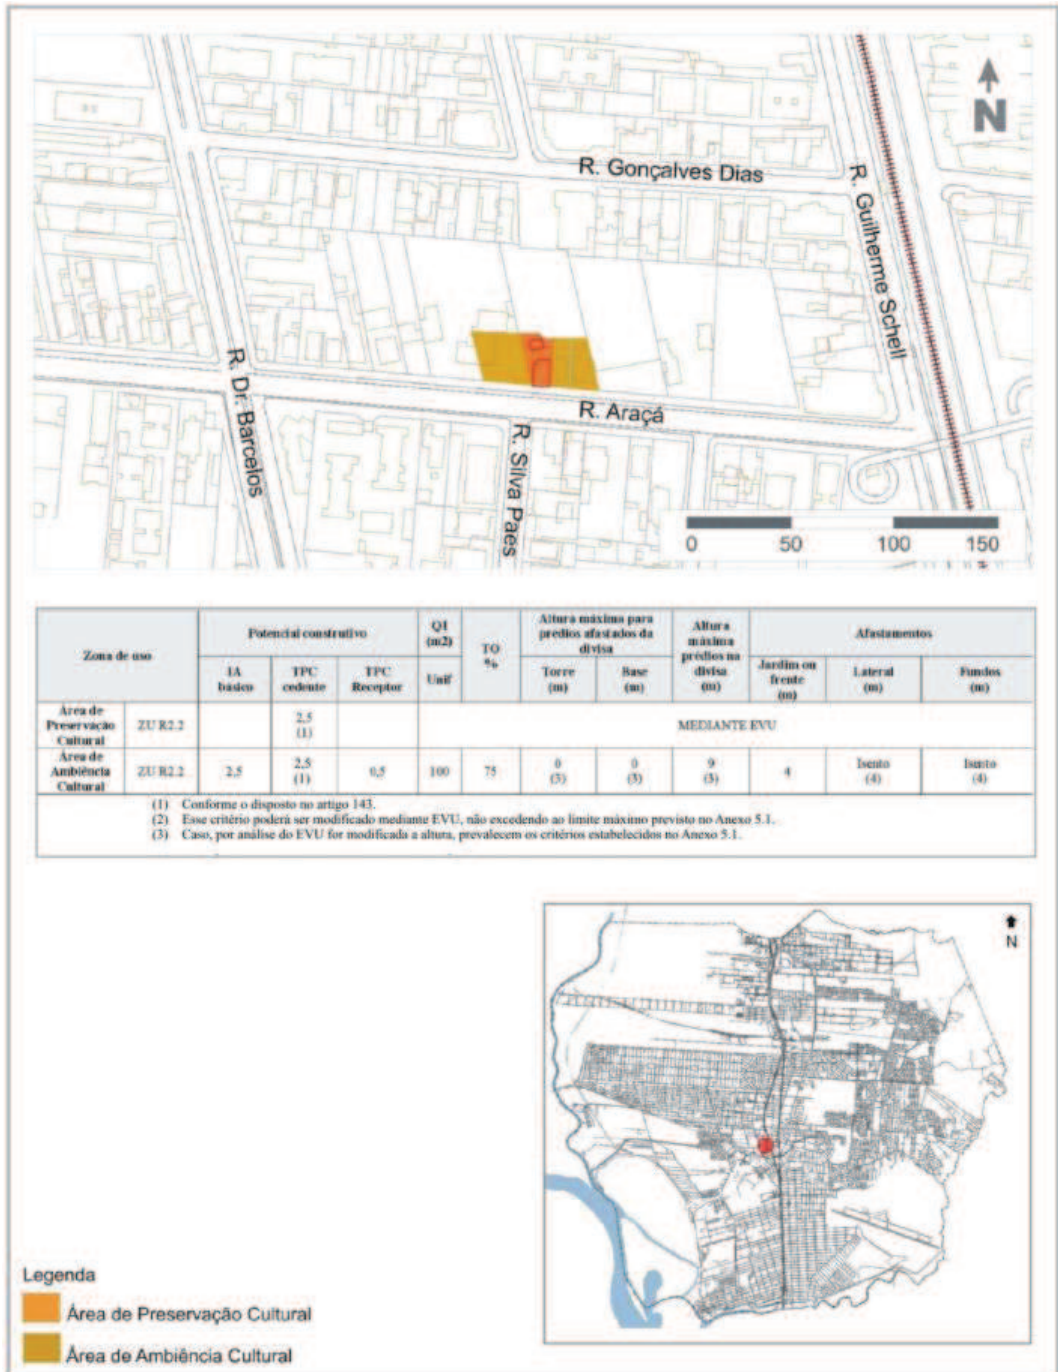 N
R. Gonçalves Dias
R. Guilherme Schell
R. Dr. Barcelos
R. Araçá
R. Silva Paes
0 50 100 150
Zona de uso
Potencial construtivo
QI (m2)
TO %
Altura máxima para prédios afastados da divisa
Altura máxima prédios na divisa (m)
Afastamentos
IA básico
TPC cedente
TPC Receptor
Unif
Torre (m)
Base (m)
Jardim ou frente (m)
Lateral (m)
Fundos (m)
Área de Preservação Cultural ZU R2.2 2,5 (1) MEDIANTE EVU
Área de Ambiência Cultural ZU R2.2 2,5 2,5 (1) 0,5 100 75 0 (3) 0 (3) 9 (3) 4 Isento (4) Isento (4)
(1) Conforme o disposto no artigo 143.
(2) Esse critério poderá ser modificado mediante EVU, não excedendo ao limite máximo previsto no Anexo 5.1.
(3) Caso, por análise do EVU for modificada a altura, prevalecem os critérios estabelecidos no Anexo 5.1.
N
Legenda
Área de Preservação Cultural
Área de Ambiência Cultural